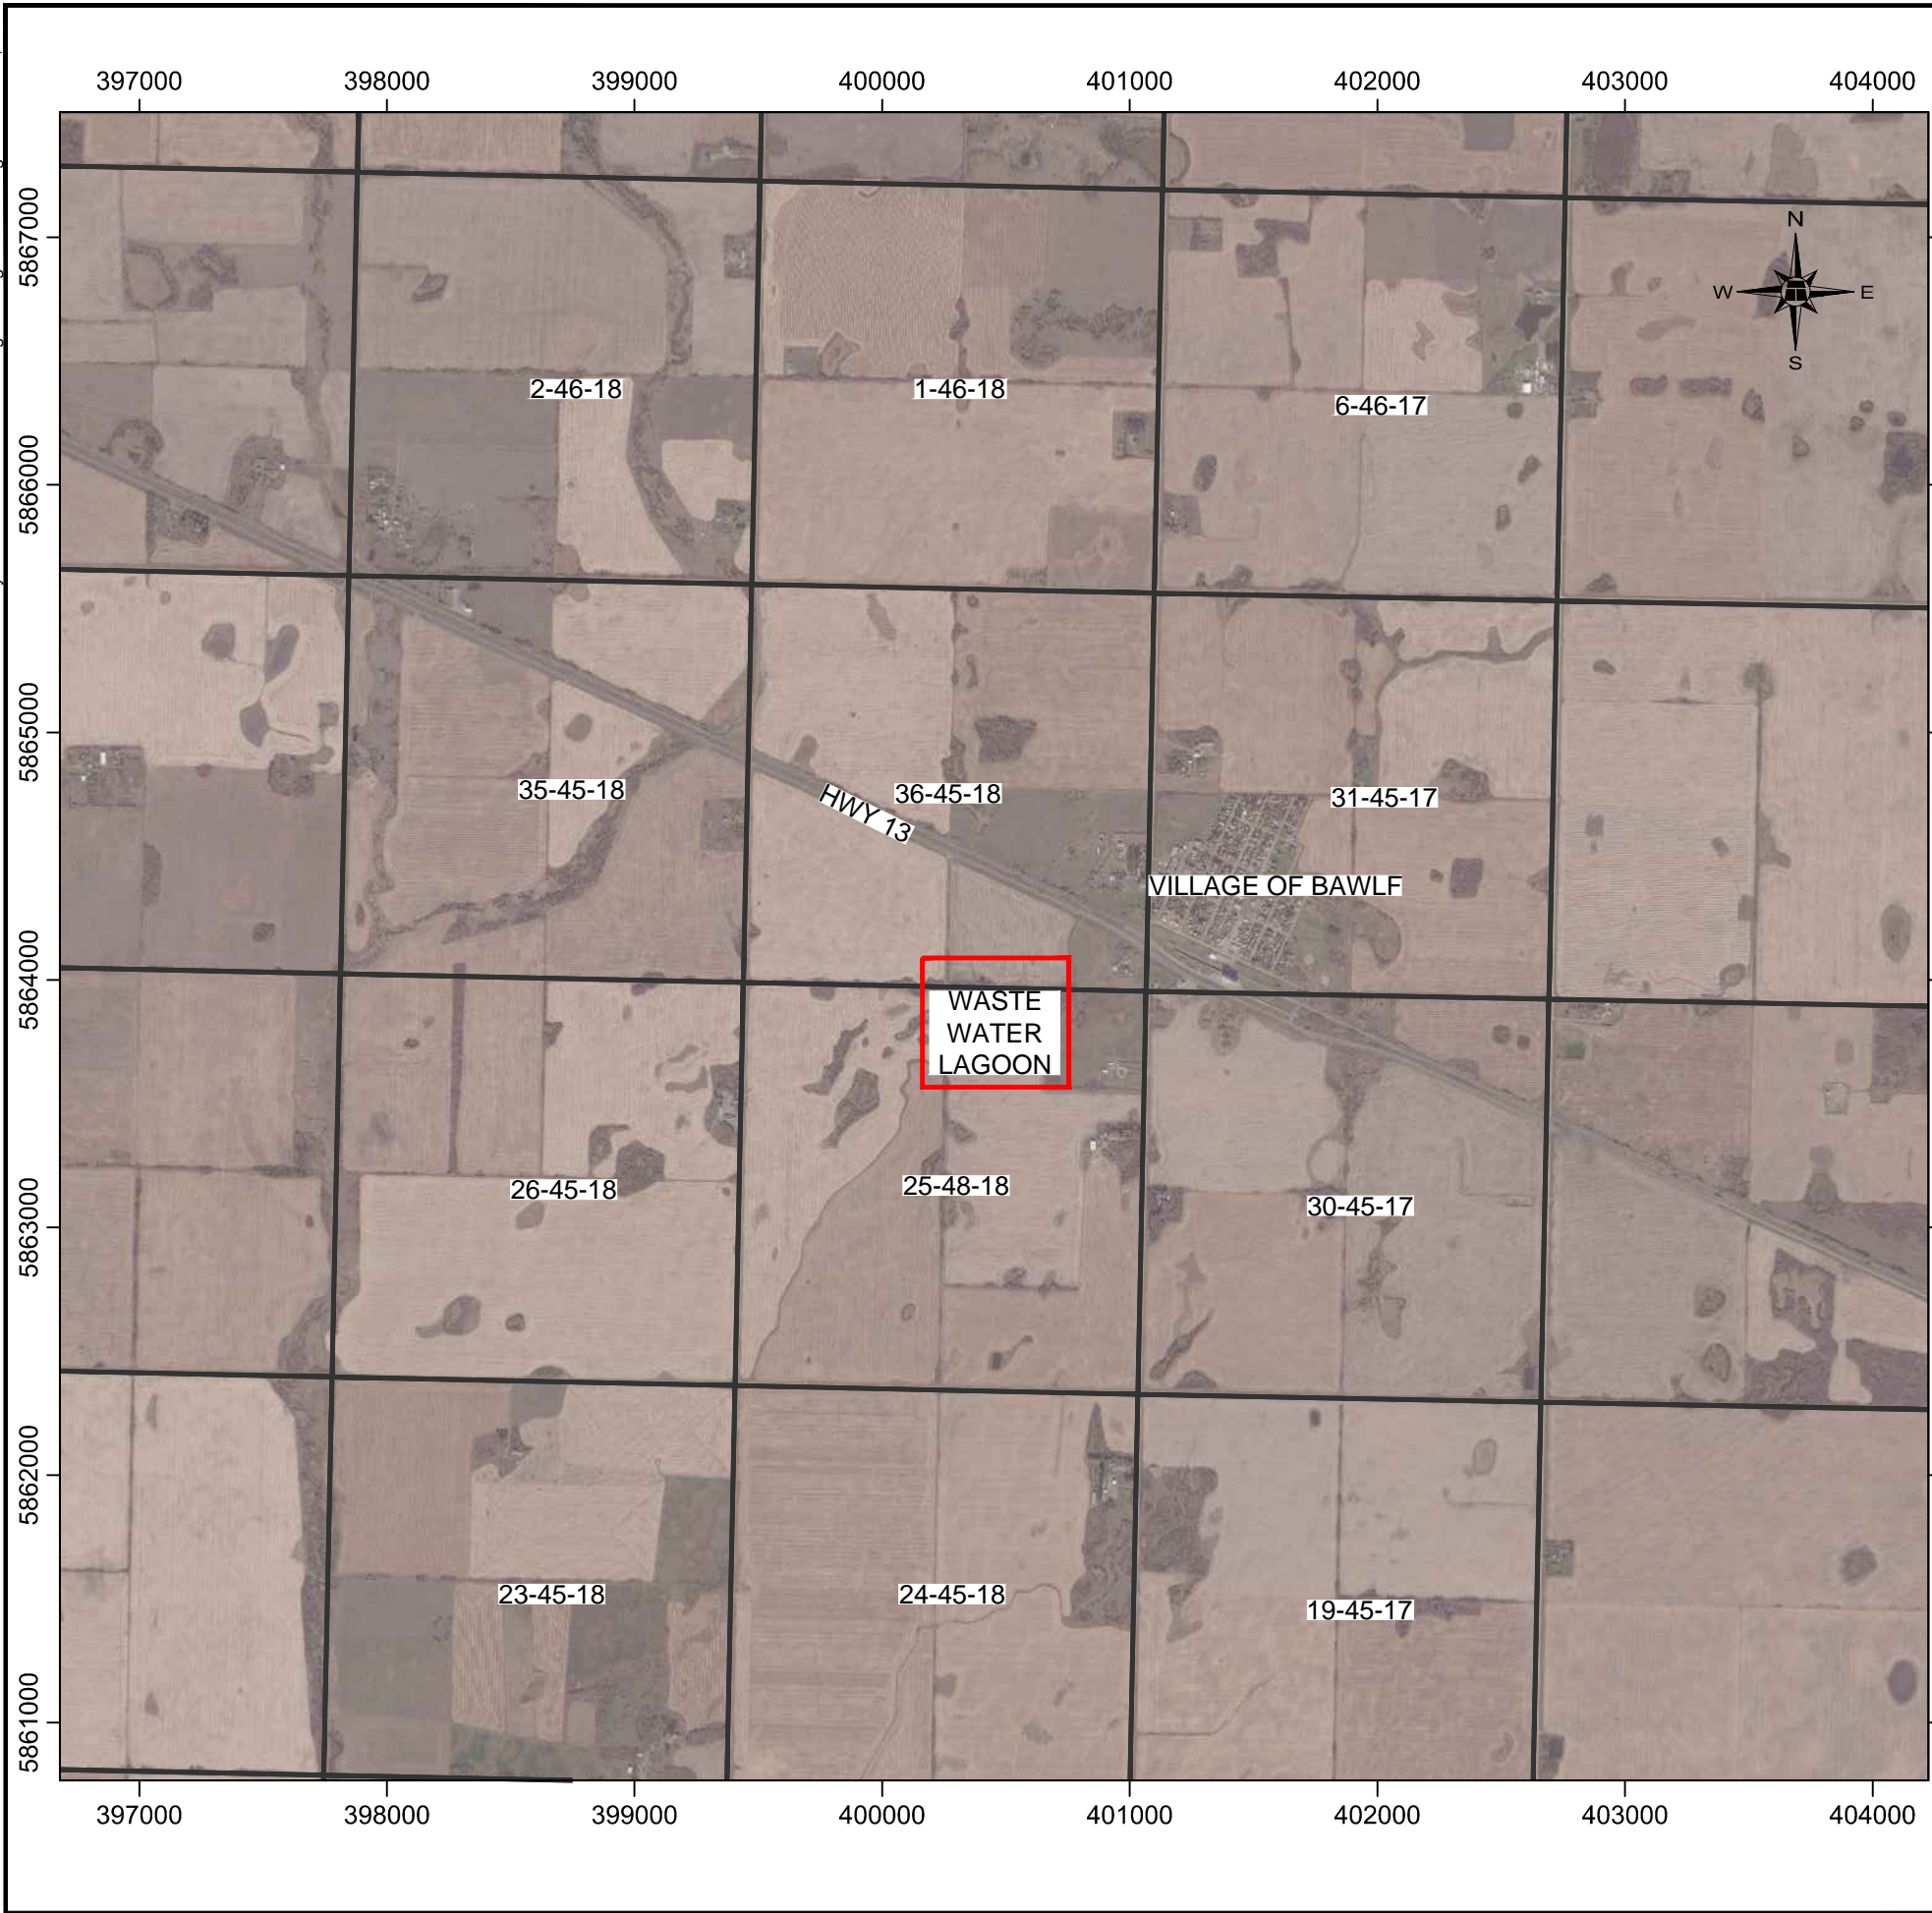 397000 398000 399000 400000 401000 402000 403000 404000
5867000
N
W E
S
2-46-18 1-46-18 6-46-17
5866000
5865000
35-45-18 36-45-18 31-45-17
HWY 13
VILLAGE OF BAWLF
5864000
WASTE
WATER
LAGOON
26-45-18 25-48-18 30-45-17
5863000
5862000
23-45-18 24-45-18 19-45-17
5861000
397000 398000 399000 400000 401000 402000 403000 404000